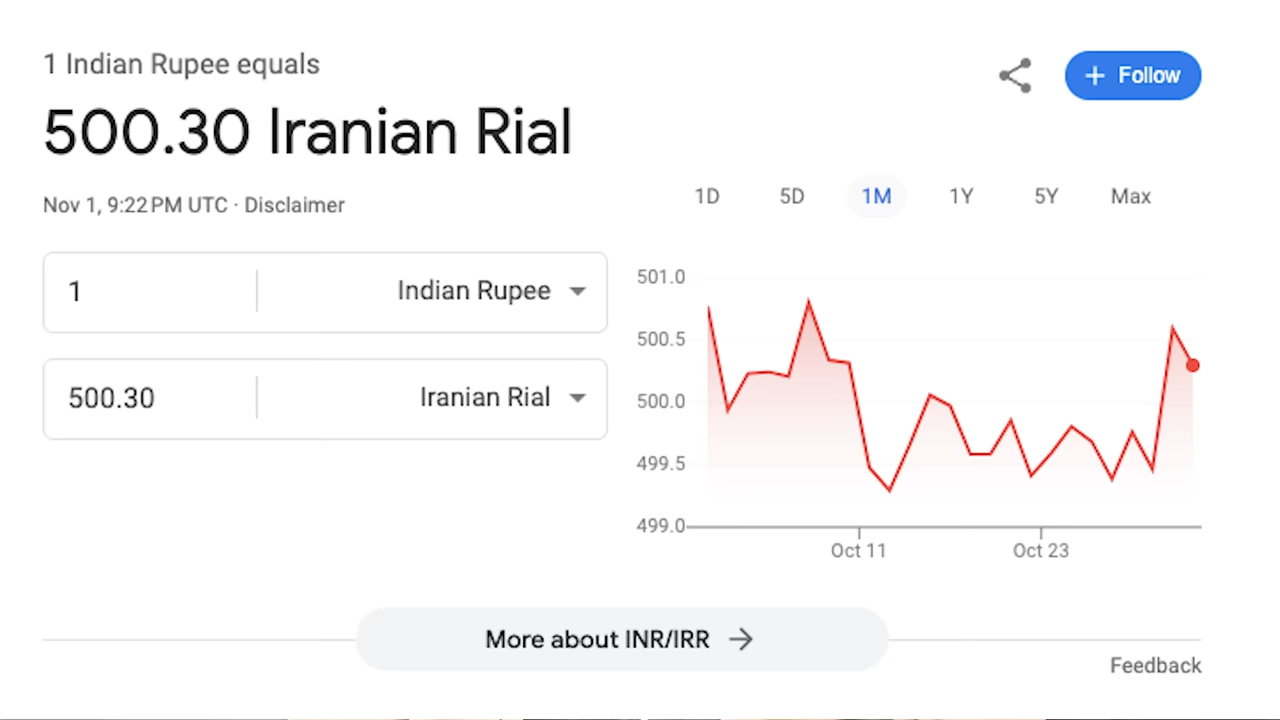 1 Indian Rupee equals
500.30 Iranian Rial
Nov 1, 9:22 PM UTC · Disclaimer
+ Follow
1 Indian Rupee
500.30 Iranian Rial
1D 5D 1M 1Y 5Y Max
501.0
500.5
500.0
499.5
499.0
Oct 11 Oct 23
More about INR/IRR →
Feedback